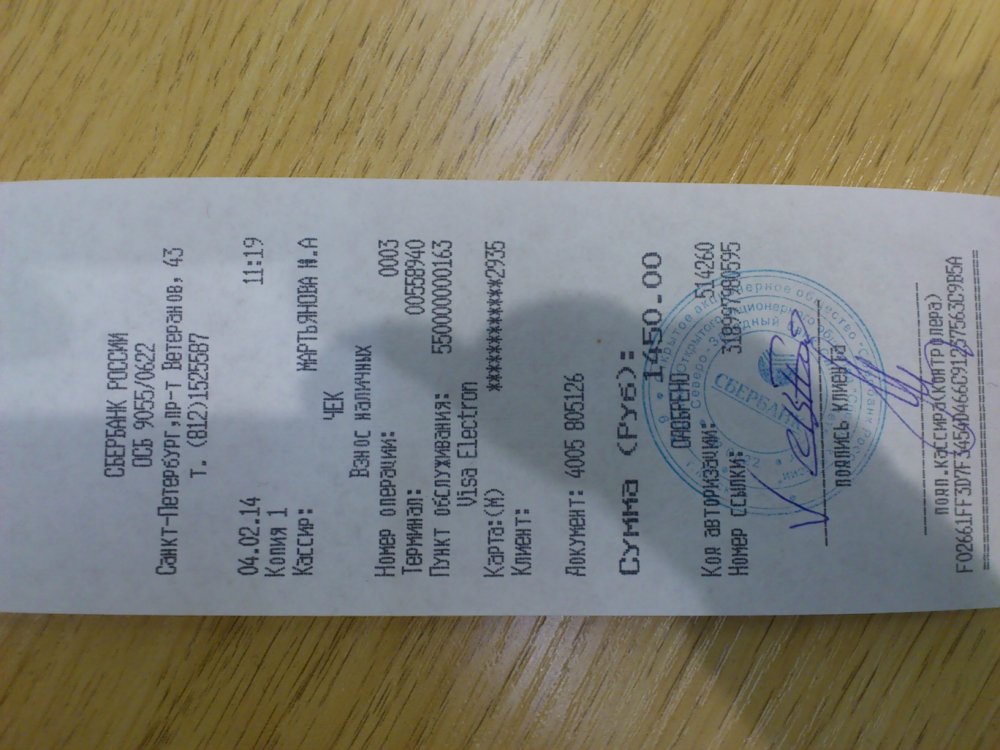 СБЕРБАНК РОССИИ
ОСБ 9055/0622
Санкт-Петербург,пр-т Ветеранов, 43
Т. (812)1525587
04.02.14 11:19
Копия 1
Кассир: МАРТЬЯНОВА М.А
ЧЕК
Взнос наличных
Номер операции: 0003
Терминал: 00558940
Пункт обслуживания: 550000000163
Visa Electron
Карта:(M) ************2935
Клиент:
Документ: 4005 805126
Сумма (Руб): 1450.00
ОДОБРЕНО
Код авторизации: 514260
Номер ссылки: 318997980595
СБЕРБАНК
подпись клиента
подп.кассира(контролера)